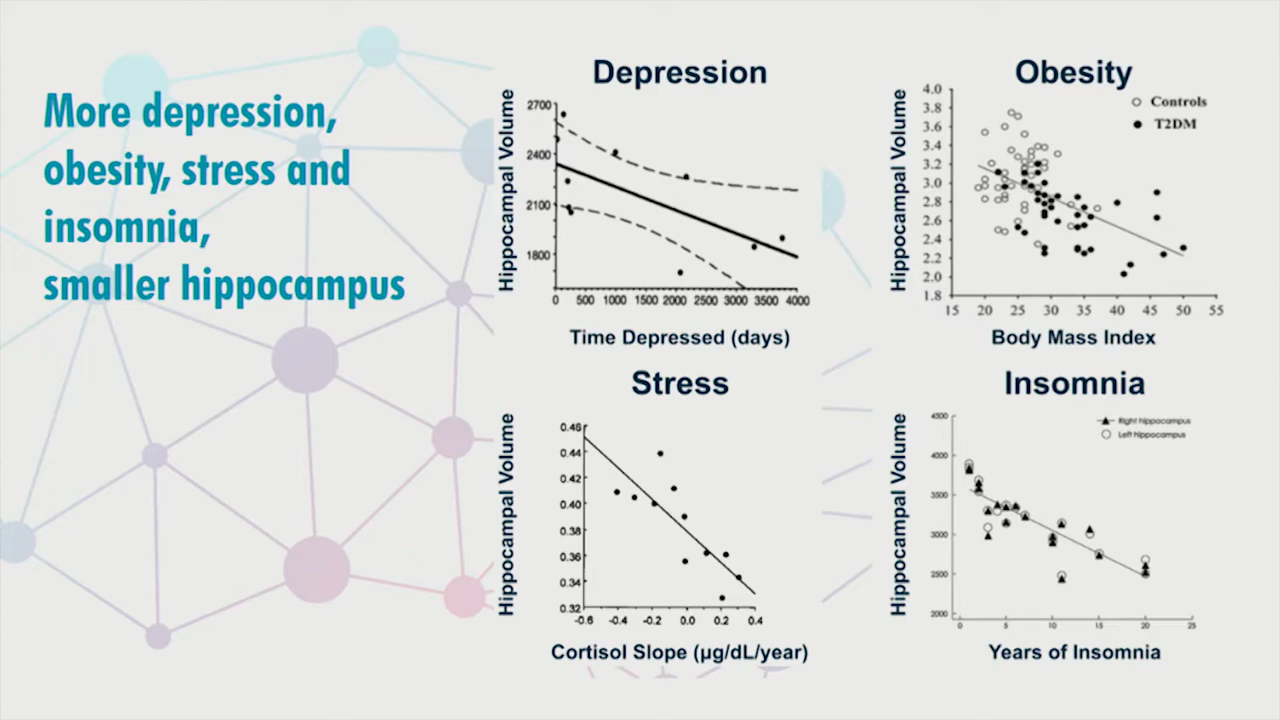 More depression,
obesity, stress and
insomnia,
smaller hippocampus
Depression
Hippocampal Volume
2700
2400
2100
1800
0 500 1000 1500 2000 2500 3000 3500 4000
Time Depressed (days)
Obesity
Hippocampal Volume
4.0
3.8
3.6
3.4
3.2
3.0
2.8
2.6
2.4
2.2
2.0
1.8
Controls
T2DM
15 20 25 30 35 40 45 50 55
Body Mass Index
Stress
Hippocampal Volume
0.46
0.44
0.42
0.40
0.38
0.36
0.34
0.32
-0.6 -0.4 -0.2 0.0 0.2 0.4
Cortisol Slope (µg/dL/year)
Insomnia
Hippocampal Volume
4500
4000
3500
3000
2500
2000
Right hippocampus
Left hippocampus
0 5 10 15 20 25
Years of Insomnia